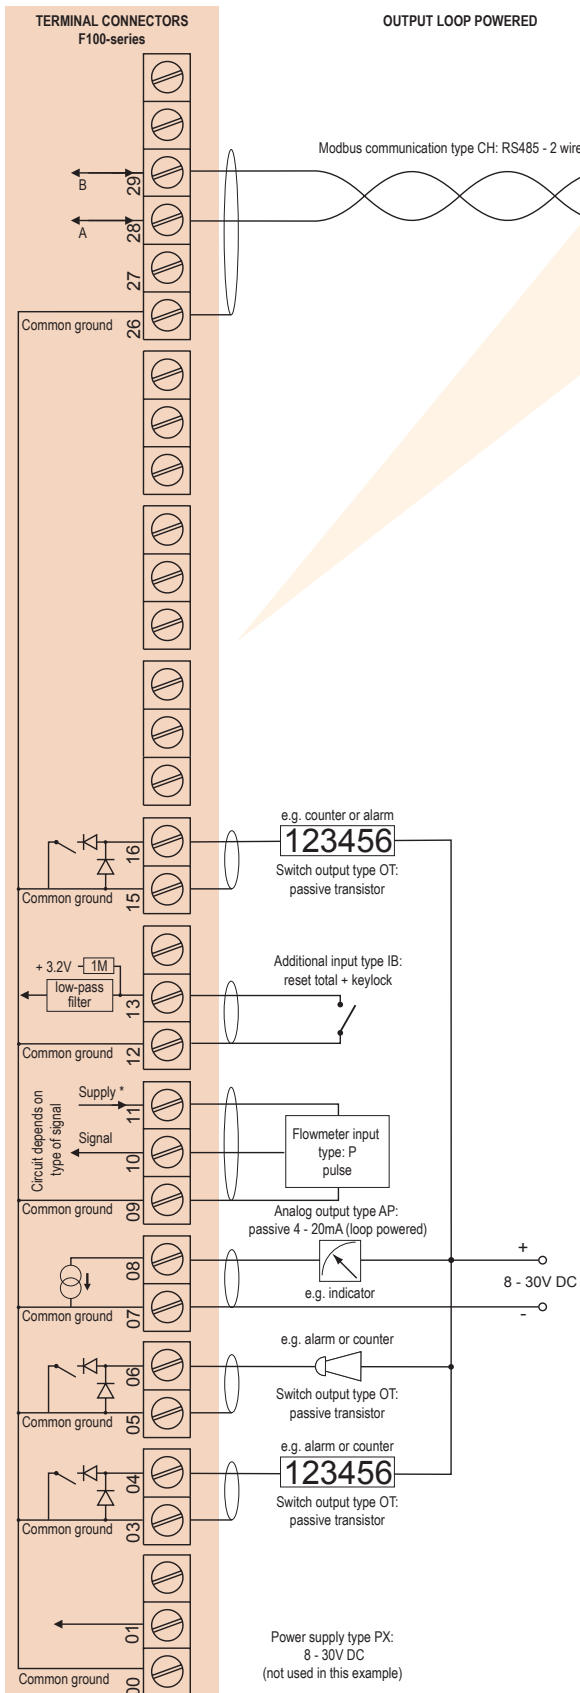 TERMINAL CONNECTORS
F100-series
OUTPUT LOOP POWERED
Modbus communication type CH: RS485 - 2 wire
B
29
A
28
27
26
Common ground
e.g. counter or alarm
123456
16
Switch output type OT:
passive transistor
15
Common ground
Additional input type IB:
reset total + keylock
+ 3.2V
1M
low-pass
filter
13
12
Common ground
Circuit depends on
type of signal
Supply *
11
Signal
10
Flowmeter input
type: P
pulse
09
Common ground
Analog output type AP:
passive 4 - 20mA (loop powered)
08
+
8 - 30V DC
-
e.g. indicator
07
Common ground
e.g. alarm or counter
06
Switch output type OT:
passive transistor
05
Common ground
e.g. alarm or counter
123456
04
Switch output type OT:
passive transistor
03
Common ground
01
Power supply type PX:
8 - 30V DC
(not used in this example)
Common ground
00